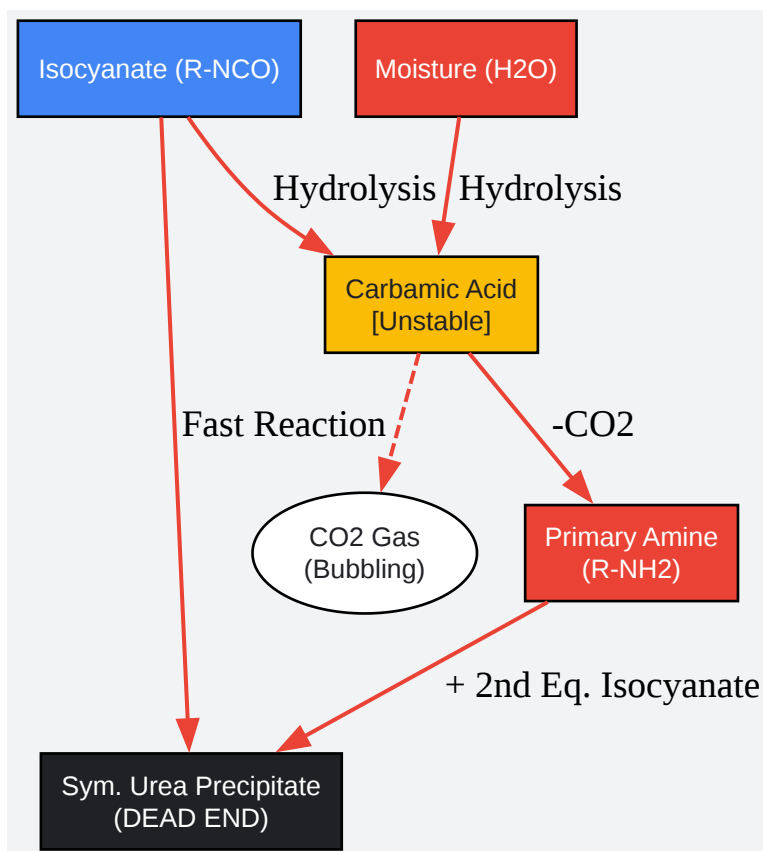 Isocyanate (R-NCO)
Moisture (H2O)
Hydrolysis
Hydrolysis
Carbamic Acid
[Unstable]
Fast Reaction
-CO2
CO2 Gas
(Bubbling)
Primary Amine
(R-NH2)
+ 2nd Eq. Isocyanate
Sym. Urea Precipitate
(DEAD END)